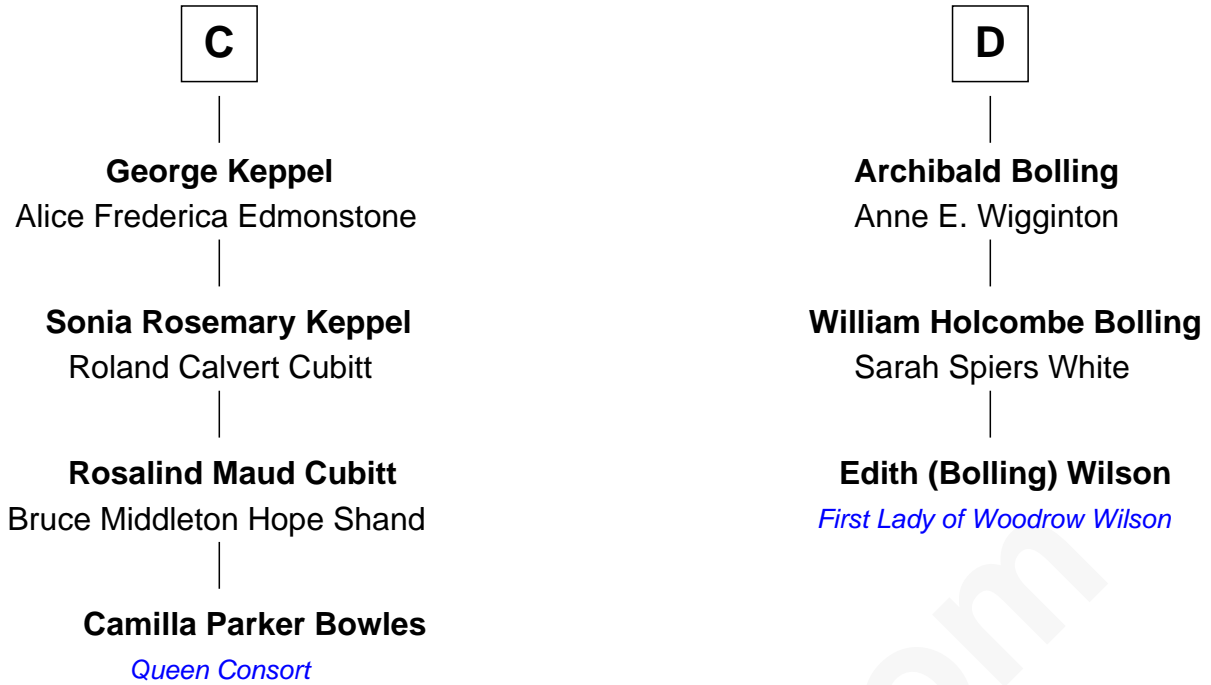 C
George Keppel
Alice Frederica Edmonstone
Sonia Rosemary Keppel
Roland Calvert Cubitt
Rosalind Maud Cubitt
Bruce Middleton Hope Shand
Camilla Parker Bowles
Queen Consort
D
Archibald Bolling
Anne E. Wigginton
William Holcombe Bolling
Sarah Spiers White
Edith (Bolling) Wilson
First Lady of Woodrow Wilson
om